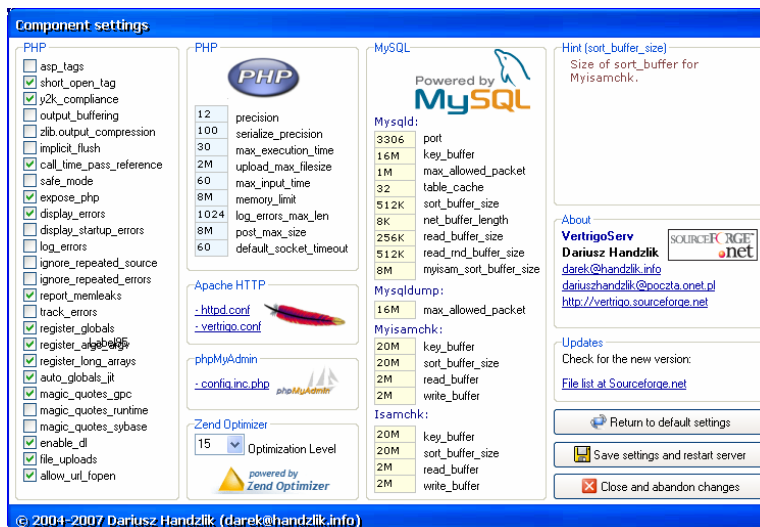 Component settings
PHP
asp_tags
short_open_tag
y2k_compliance
output_buffering
zlib.output_compression
implicit_flush
call_time_pass_reference
safe_mode
expose_php
display_errors
display_startup_errors
log_errors
ignore_repeated_source
ignore_repeated_errors
report_memleaks
track_errors
register_globals
Label95
register_argc_argv
register_long_arrays
auto_globals_jit
magic_quotes_gpc
magic_quotes_runtime
magic_quotes_sybase
enable_dl
file_uploads
allow_url_fopen
PHP
PHP
12 precision
100 serialize_precision
30 max_execution_time
2M upload_max_filesize
60 max_input_time
8M memory_limit
1024 log_errors_max_len
8M post_max_size
60 default_socket_timeout
Apache HTTP
- httpd.conf
- vertrigo.conf
phpMyAdmin
- config.inc.php
phpMyAdmin
Zend Optimizer
15 Optimization Level
powered by
Zend Optimizer
MySQL
Powered by
MySQL
Mysqld:
3306 port
16M key_buffer
1M max_allowed_packet
32 table_cache
512K sort_buffer_size
8K net_buffer_length
256K read_buffer_size
512K read_rnd_buffer_size
8M myisam_sort_buffer_size
Mysqldump:
16M max_allowed_packet
Myisamchk:
20M key_buffer
20M sort_buffer_size
2M read_buffer
2M write_buffer
Isamchk:
20M key_buffer
20M sort_buffer_size
2M read_buffer
2M write_buffer
Hint (sort_buffer_size)
Size of sort_buffer for
Myisamchk.
About
VertrigoServ
Dariusz Handzlik
SOURCEFORGE
.net
darek@handzlik.info
dariuszhandzlik@poczta.onet.pl
http://vertrigo.sourceforge.net
Updates
Check for the new version:
File list at Sourceforge.net
Return to default settings
Save settings and restart server
Close and abandon changes
© 2004-2007 Dariusz Handzlik (darek@handzlik.info)